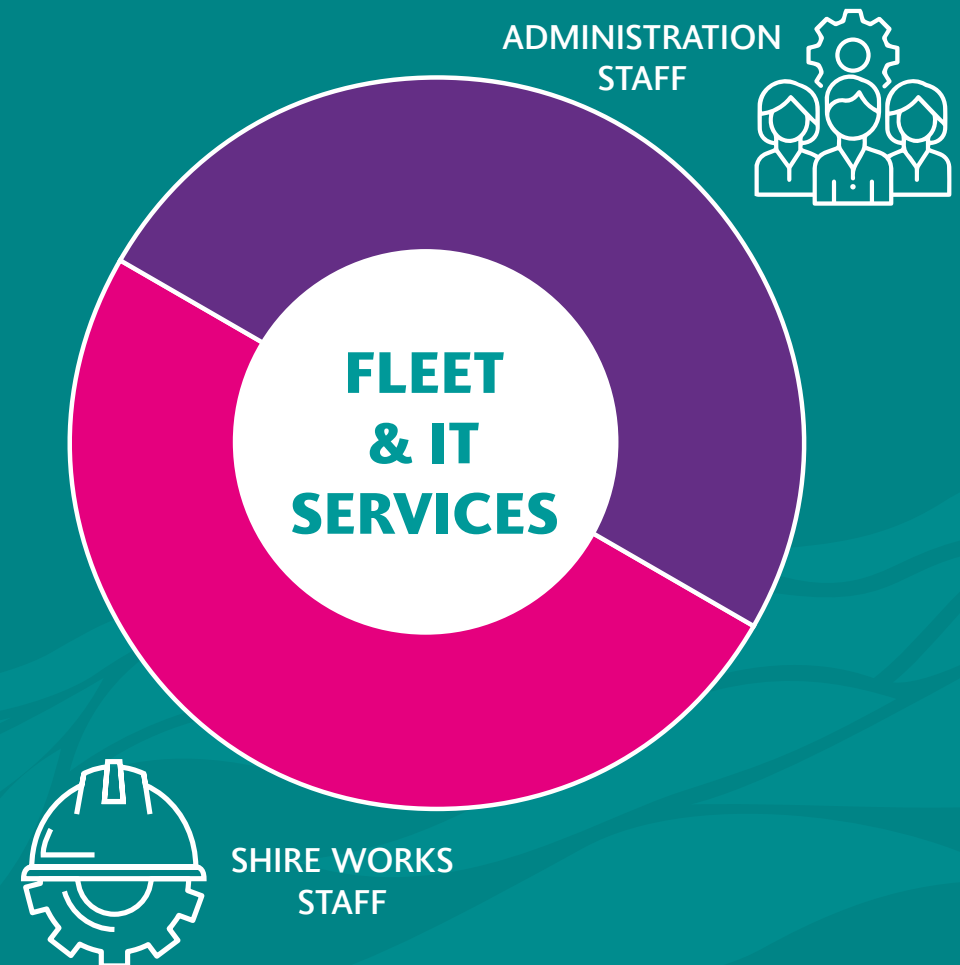 ADMINISTRATION
STAFF
FLEET
& IT
SERVICES
SHIRE WORKS
STAFF